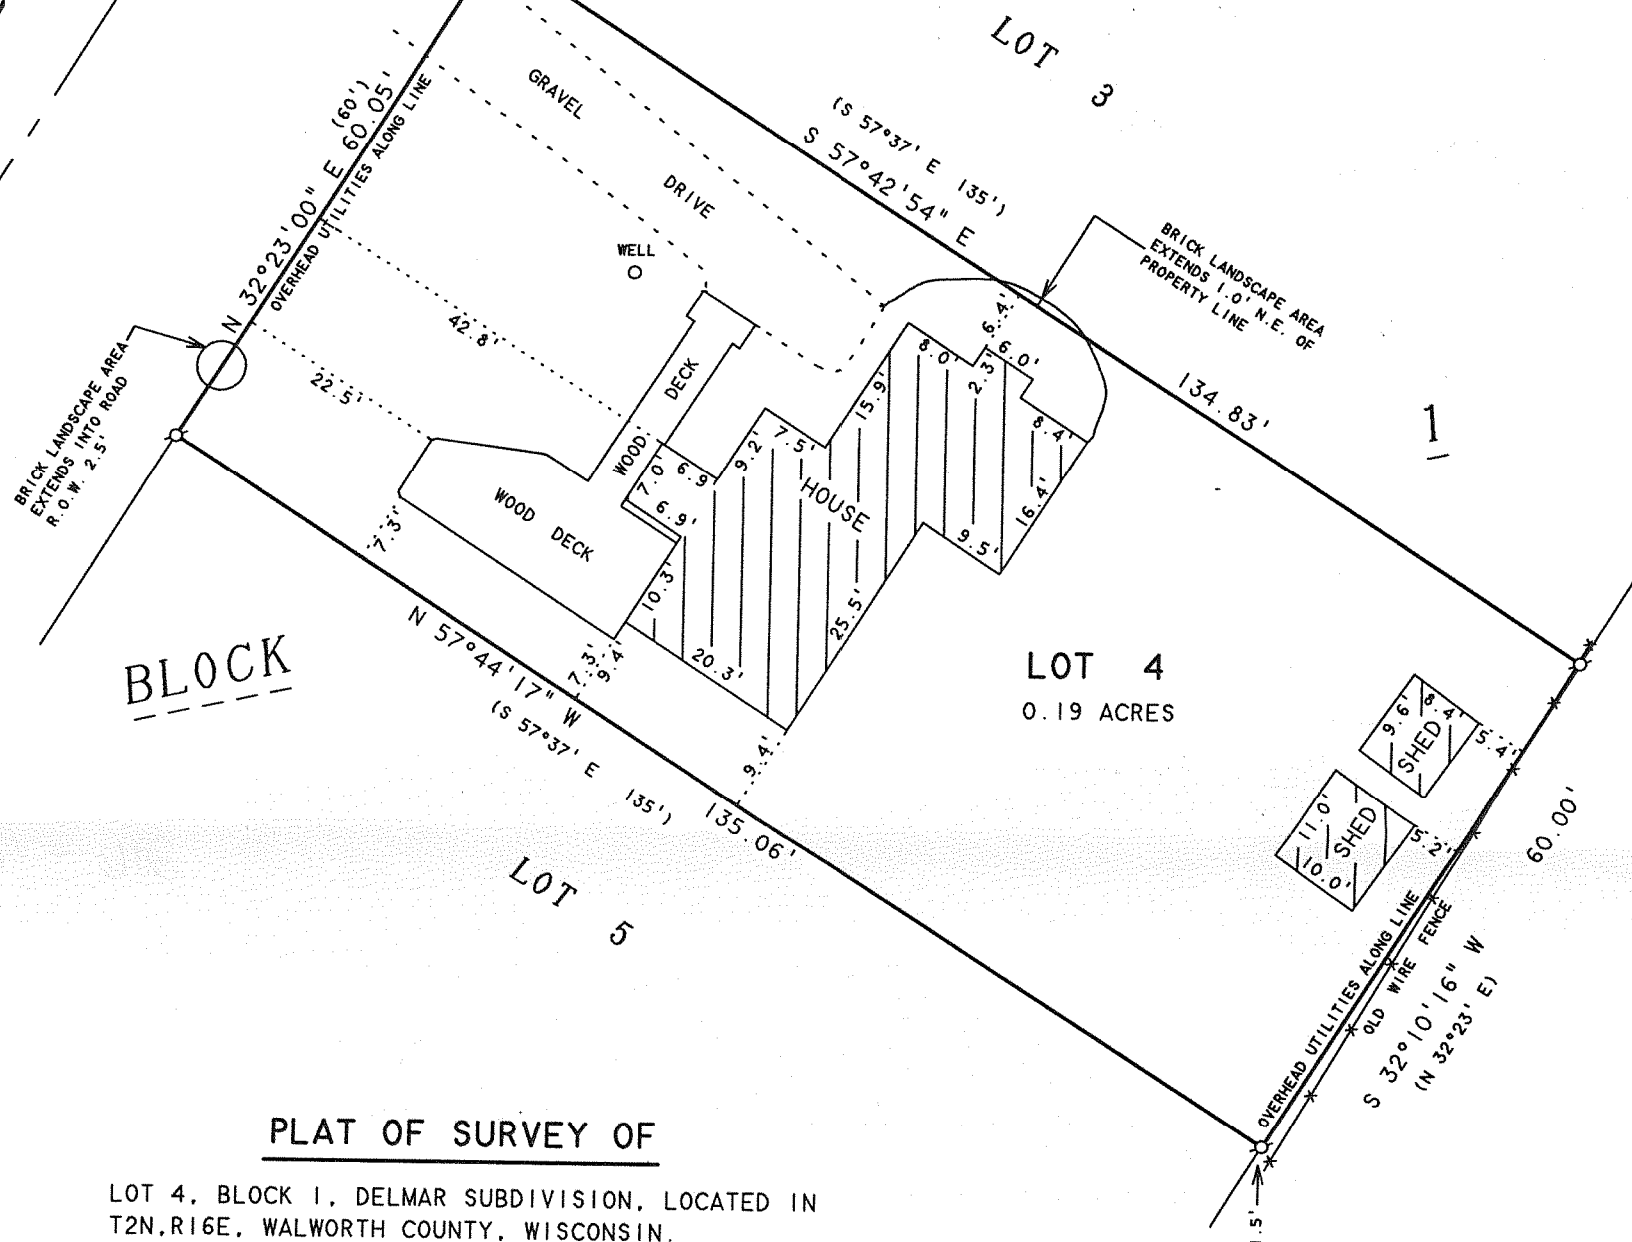 LOT 3
(S 57°37' E 135')
S 57°42'54" E
134.83'
BRICK LANDSCAPE AREA
EXTENDS 1.0' N.E. OF
PROPERTY LINE
1
(60')
N 32°23'00" E 60.05'
OVERHEAD UTILITIES ALONG LINE
GRAVEL
DRIVE
WELL
42.8'
22.5'
BRICK LANDSCAPE AREA
EXTENDS INTO ROAD
R.O.W. 2.5'
WOOD DECK
WOOD DECK
7.3'
7.3'
9.4'
7.0'
6.9'
6.9'
9.2'
7.5'
15.9'
8.0'
2.3'
6.4'
6.0'
8.4'
16.4'
9.5'
25.5'
HOUSE
10.3'
20.3'
9.4'
N 57°44'17" W
(S 57°37' E 135')
135.06'
BLOCK
LOT 5
LOT 4
0.19 ACRES
9.6'
8.4'
SHED
5.4'
11.0'
10.0'
SHED
5.2'
60.00'
OVERHEAD UTILITIES ALONG LINE
OLD WIRE FENCE
S 32°10'16" W
(N 32°23' E)
.5'
PLAT OF SURVEY OF
LOT 4, BLOCK 1, DELMAR SUBDIVISION, LOCATED IN
T2N,R16E, WALWORTH COUNTY, WISCONSIN.